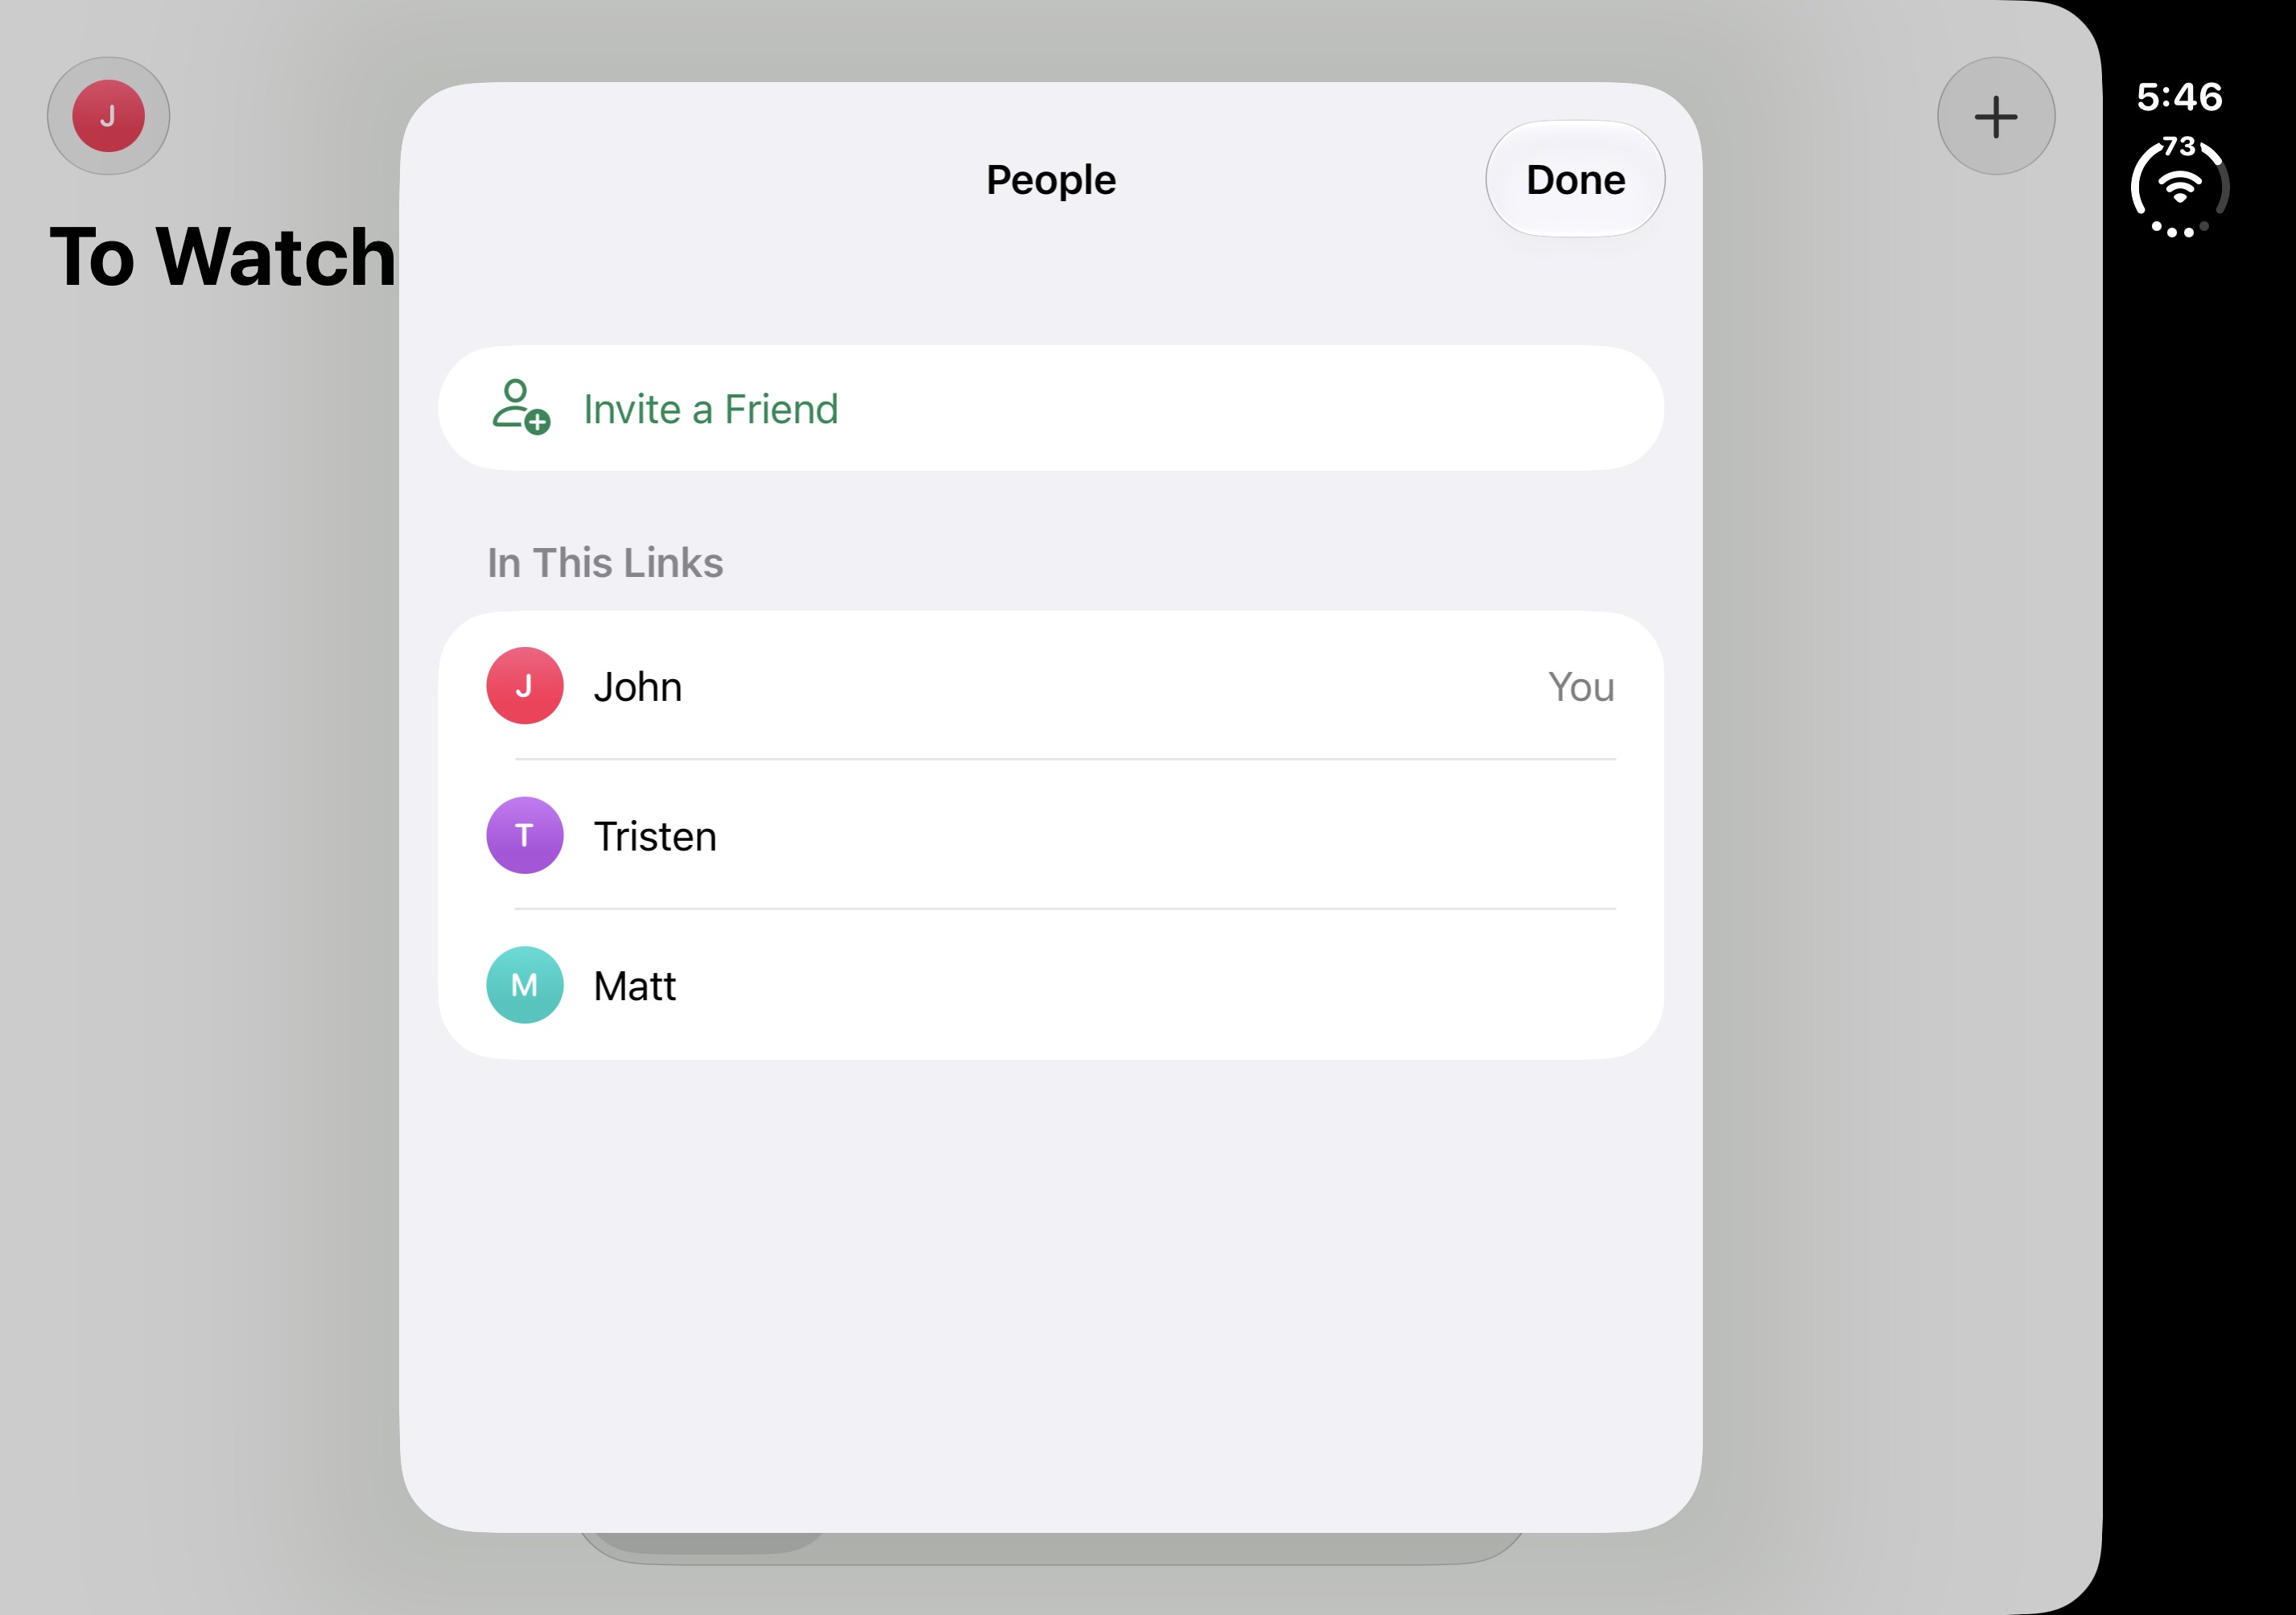 J
5:46
73
People
Done
To Watch
Invite a Friend
In This Links
J John You
T Tristen
M Matt